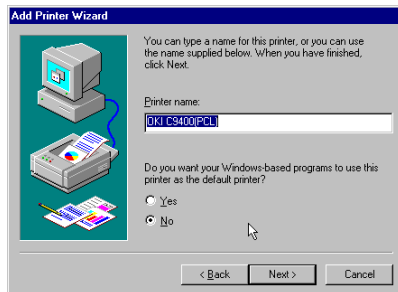 Add Printer Wizard
You can type a name for this printer, or you can use
the name supplied below. When you have finished,
click Next.
Printer name:
OKI C9400(PCL)
Do you want your Windows-based programs to use this
printer as the default printer?
Yes
No
< Back
Next >
Cancel